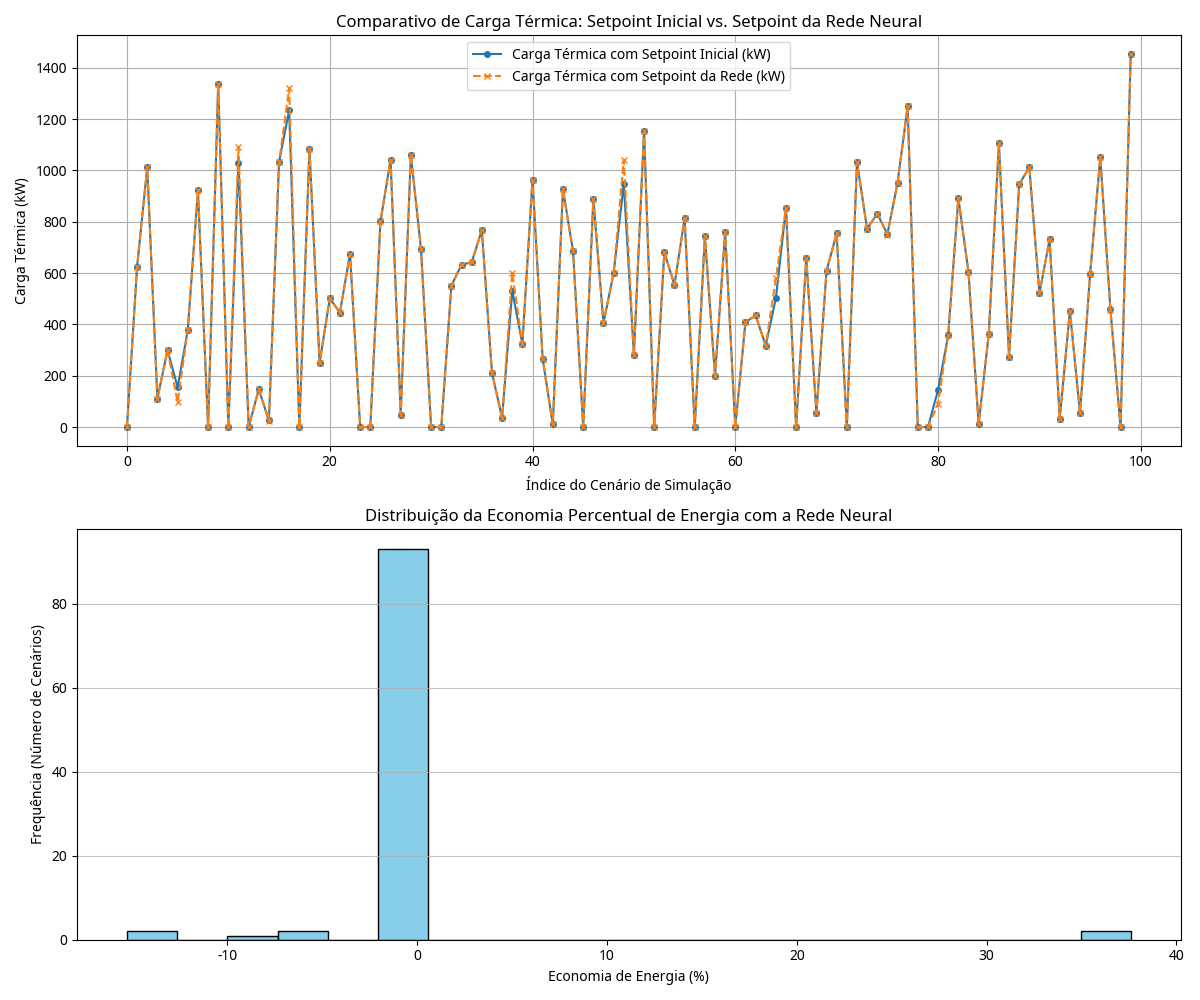 Comparativo de Carga Térmica: Setpoint Inicial vs. Setpoint da Rede Neural
Carga Térmica com Setpoint Inicial (kW)
Carga Térmica com Setpoint da Rede (kW)
Carga Térmica (kW)
1400
1200
1000
800
600
400
200
0
0 20 40 60 80 100
Índice do Cenário de Simulação
Distribuição da Economia Percentual de Energia com a Rede Neural
Frequência (Número de Cenários)
80
60
40
20
0
-10 0 10 20 30 40
Economia de Energia (%)